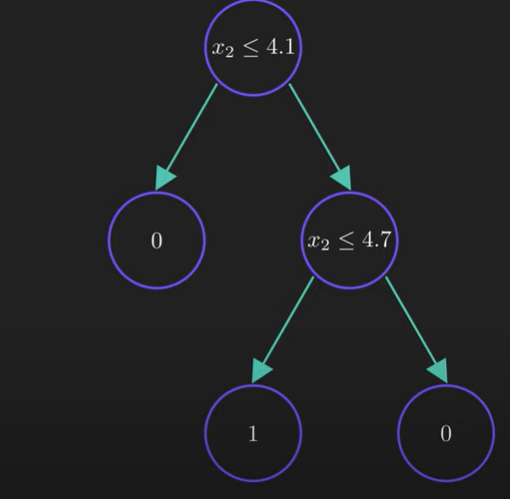 x₂ ≤ 4.1
0
x₂ ≤ 4.7
1
0